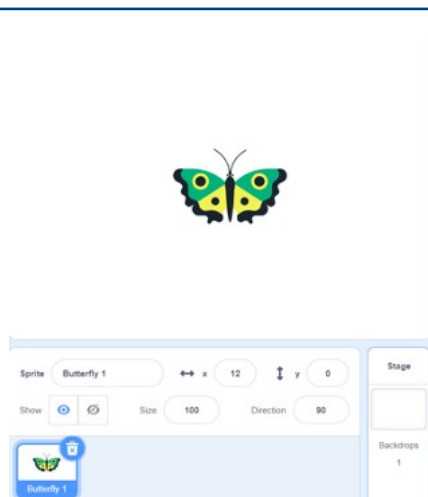 Sprite Butterfly 1 x 12 y 0
Show Size 100 Direction 90
Butterfly 1
Stage
Backdrops
1